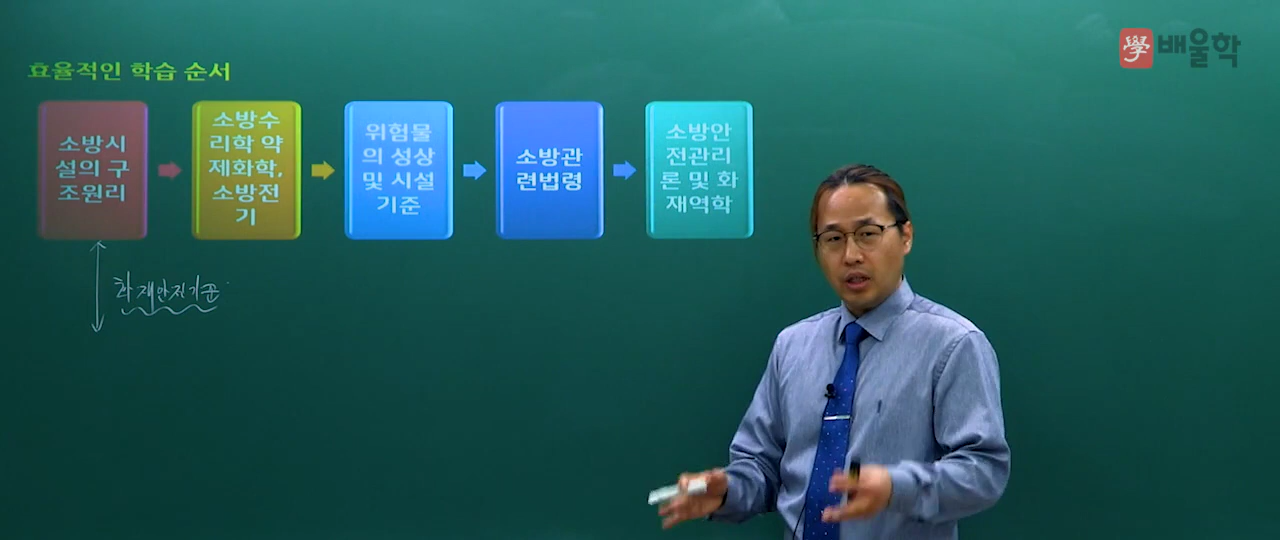 效율적인 학습 순서
學 배울학
소방시
설의 구
조원리
소방수
리학 약
제화학,
소방전
기
위험물
의 성상
및 시설
기준
소방관
련법령
소방안
전관리
론 및 화
재역학
화재안전기준